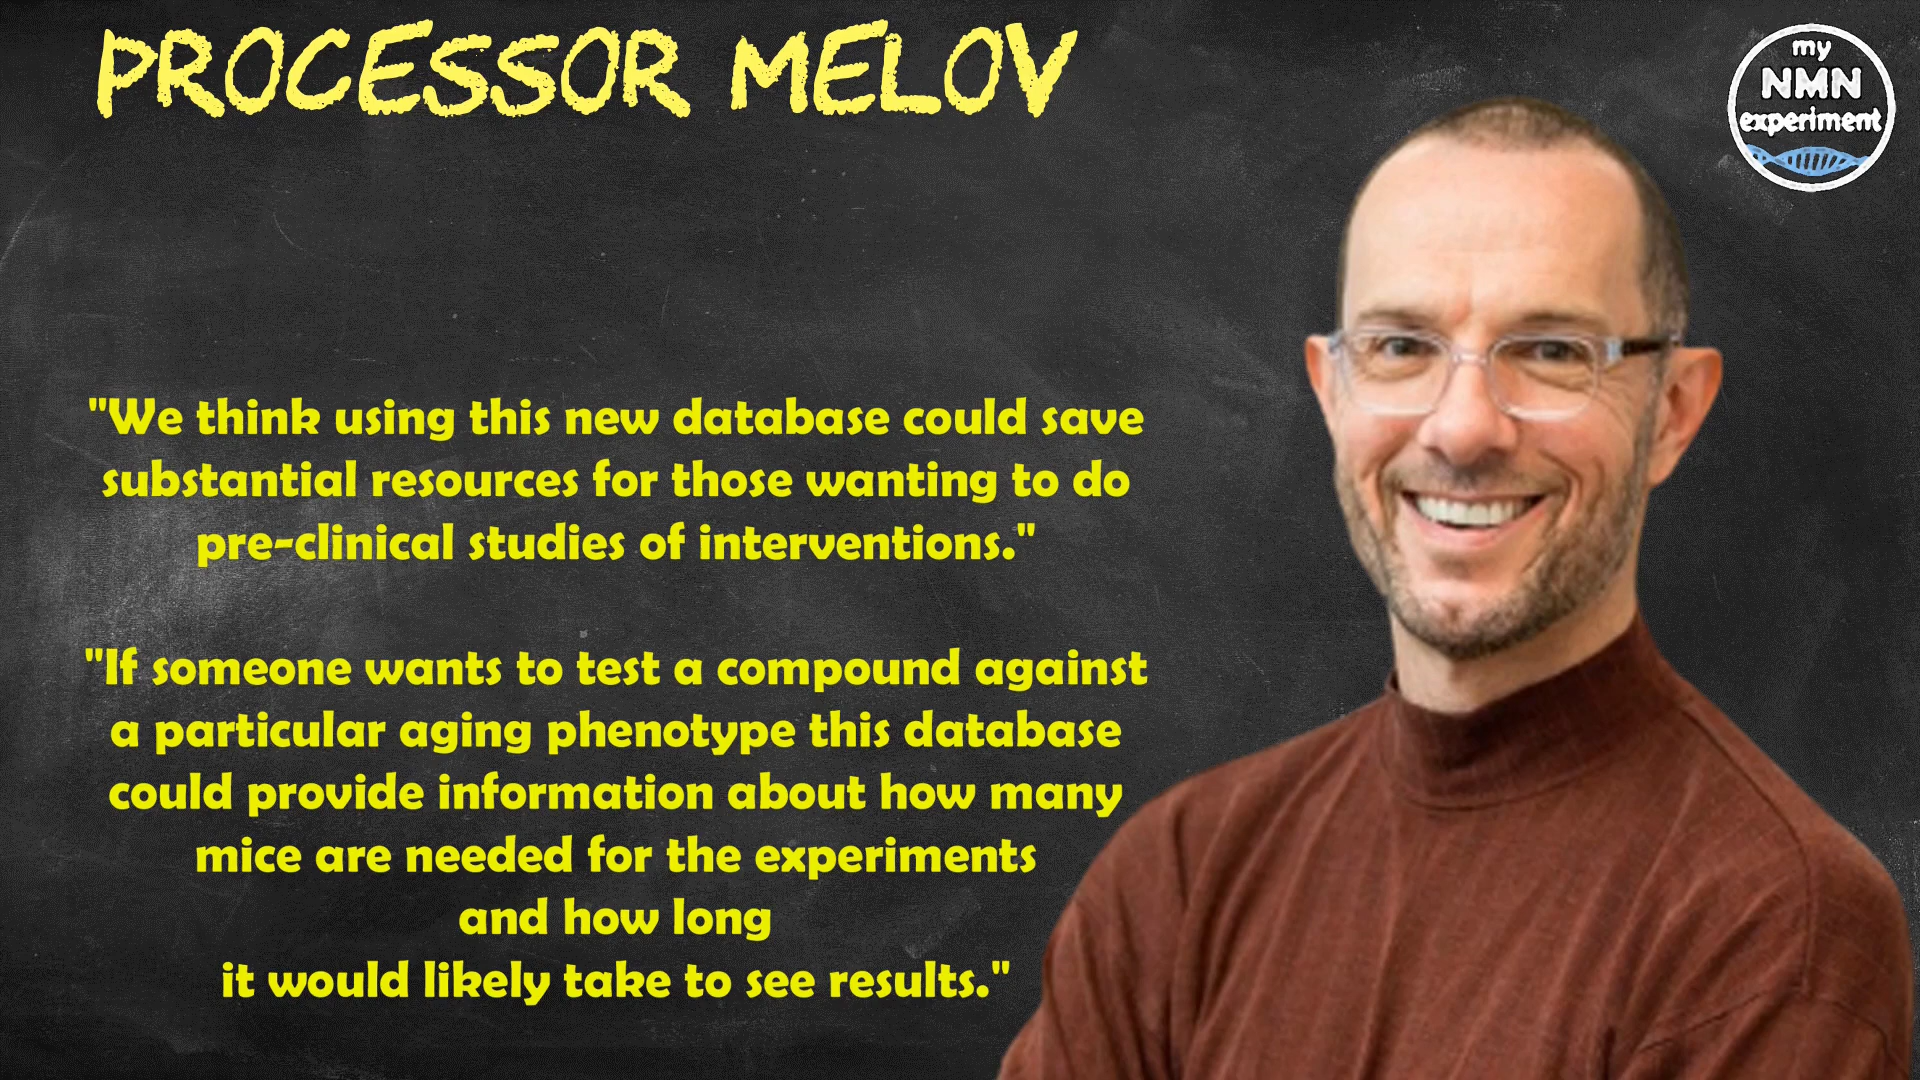 PROCESSOR MELOV
my
NMN
experiment
"We think using this new database could save
substantial resources for those wanting to do
pre-clinical studies of interventions."
"If someone wants to test a compound against
a particular aging phenotype this database
could provide information about how many
mice are needed for the experiments
and how long
it would likely take to see results."